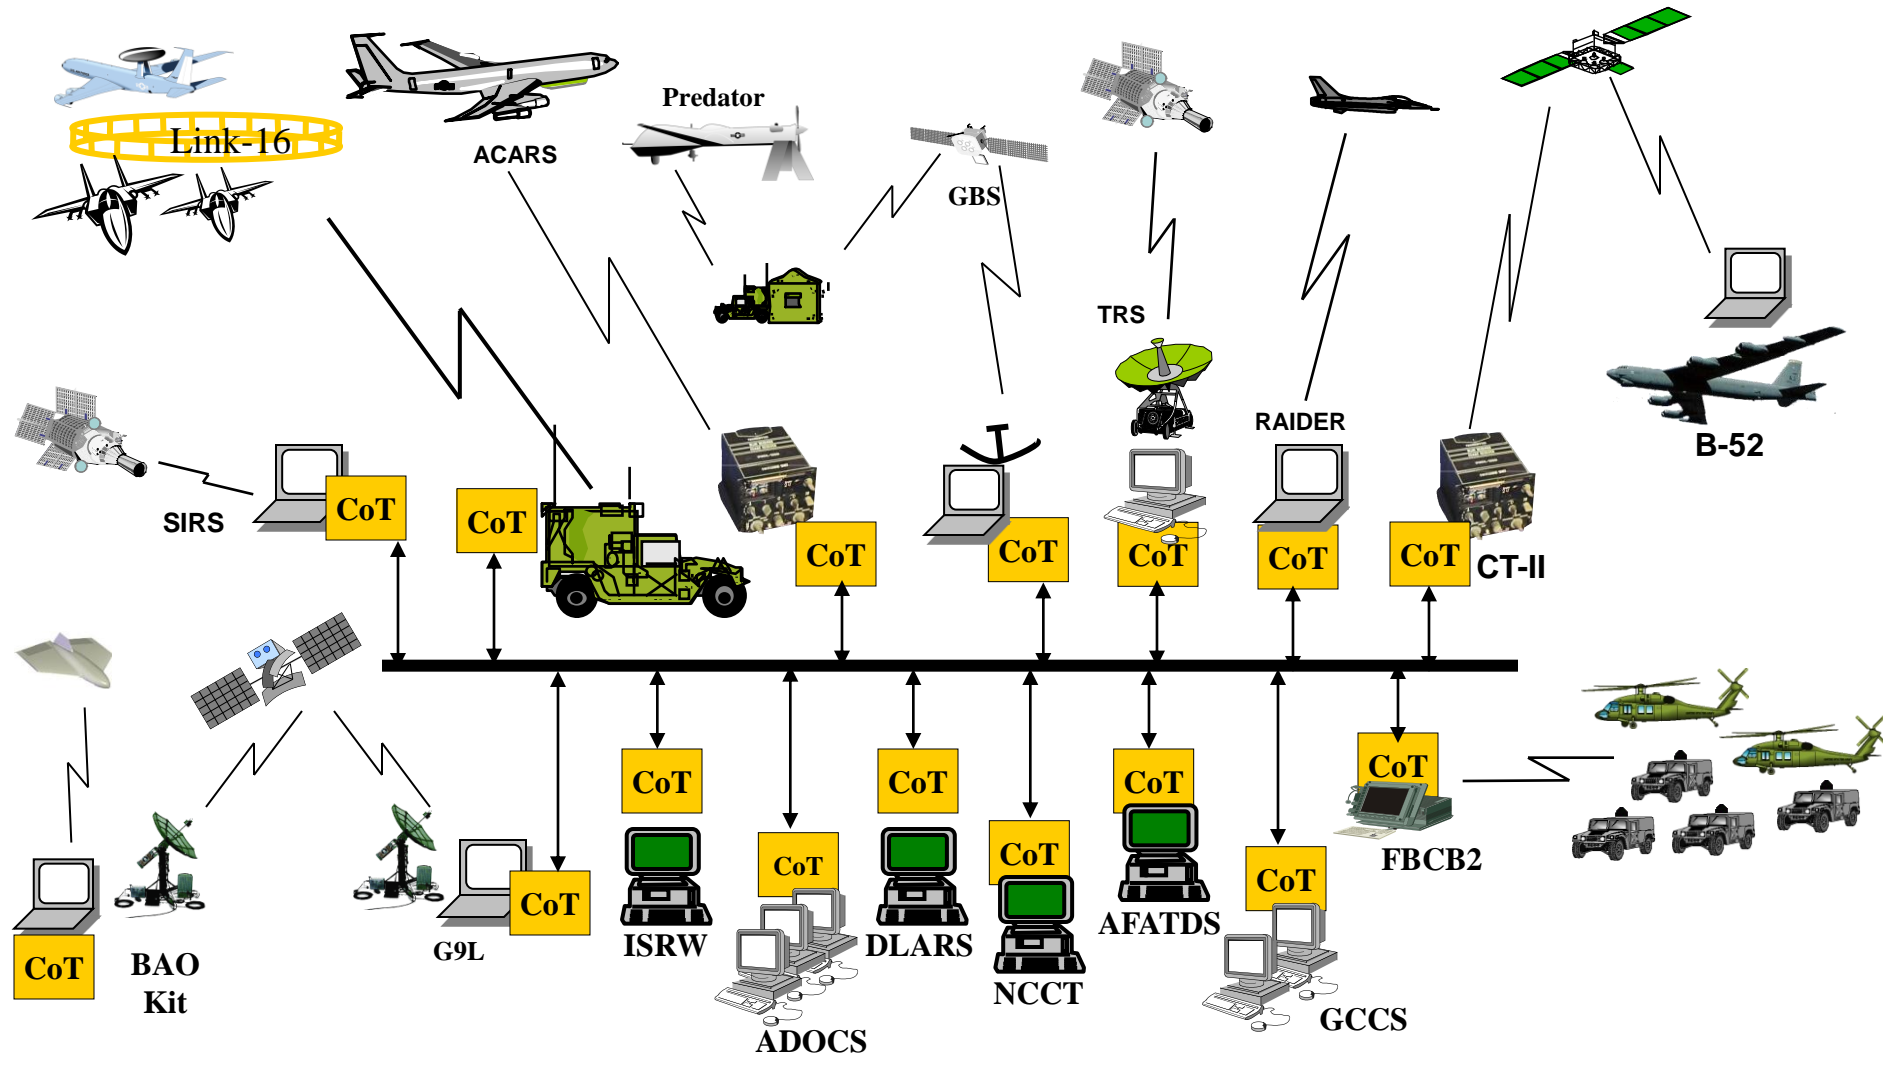 Predator
Link-16
ACARS
GBS
TRS
RAIDER
B-52
SIRS
CoT
CoT
CoT
CoT
CoT
CoT
CoT
CT-II
CoT
CoT
CoT
CoT
FBCB2
CoT
CoT
CoT
CoT
AFATDS
ISRW
DLARS
G9L
CoT
BAO
Kit
NCCT
GCCS
ADOCS